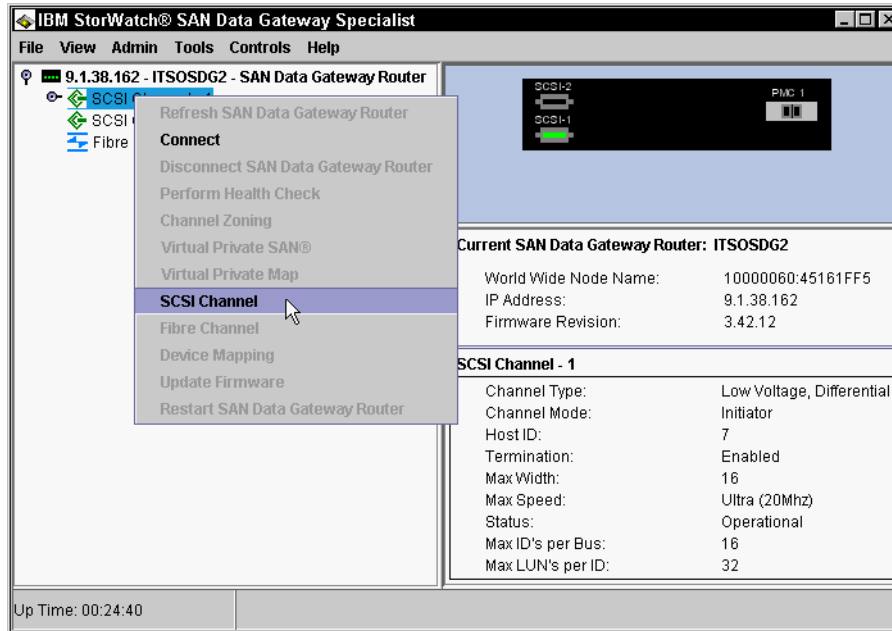 IBM StorWatch® SAN Data Gateway Specialist
File View Admin Tools Controls Help
9.1.38.162 - ITSOSDG2 - SAN Data Gateway Router
SCSI
SCSI
Fibre
Refresh SAN Data Gateway Router
Connect
Disconnect SAN Data Gateway Router
Perform Health Check
Channel Zoning
Virtual Private SAN®
Virtual Private Map
SCSI Channel
Fibre Channel
Device Mapping
Update Firmware
Restart SAN Data Gateway Router
SCSI-2
SCSI-1
PMC 1
Current SAN Data Gateway Router: ITSOSDG2
World Wide Node Name: 10000060:45161FF5
IP Address: 9.1.38.162
Firmware Revision: 3.42.12
SCSI Channel - 1
Channel Type: Low Voltage, Differential
Channel Mode: Initiator
Host ID: 7
Termination: Enabled
Max Width: 16
Max Speed: Ultra (20Mhz)
Status: Operational
Max ID's per Bus: 16
Max LUN's per ID: 32
Up Time: 00:24:40